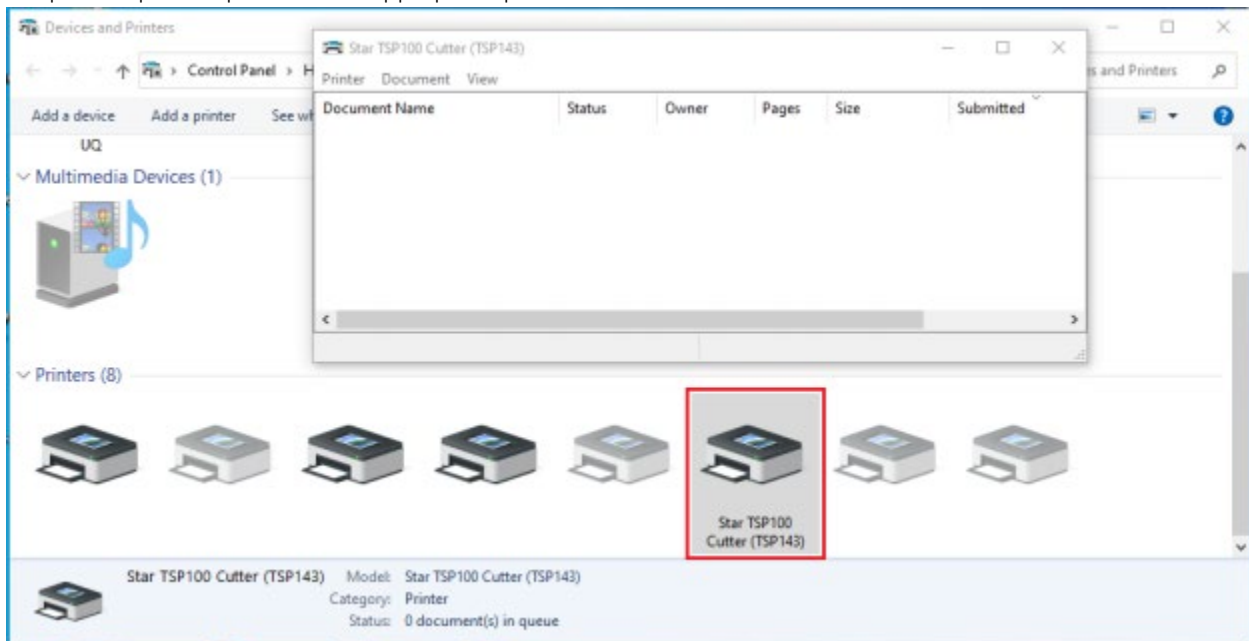 Devices and Printers
Control Panel > H
s and Printers
Add a device Add a printer See wh
UQ
Multimedia Devices (1)
Star TSP100 Cutter (TSP143)
Printer Document View
Document Name Status Owner Pages Size Submitted
Printers (8)
Star TSP100
Cutter (TSP143)
Star TSP100 Cutter (TSP143) Model: Star TSP100 Cutter (TSP143)
Category: Printer
Status: 0 document(s) in queue